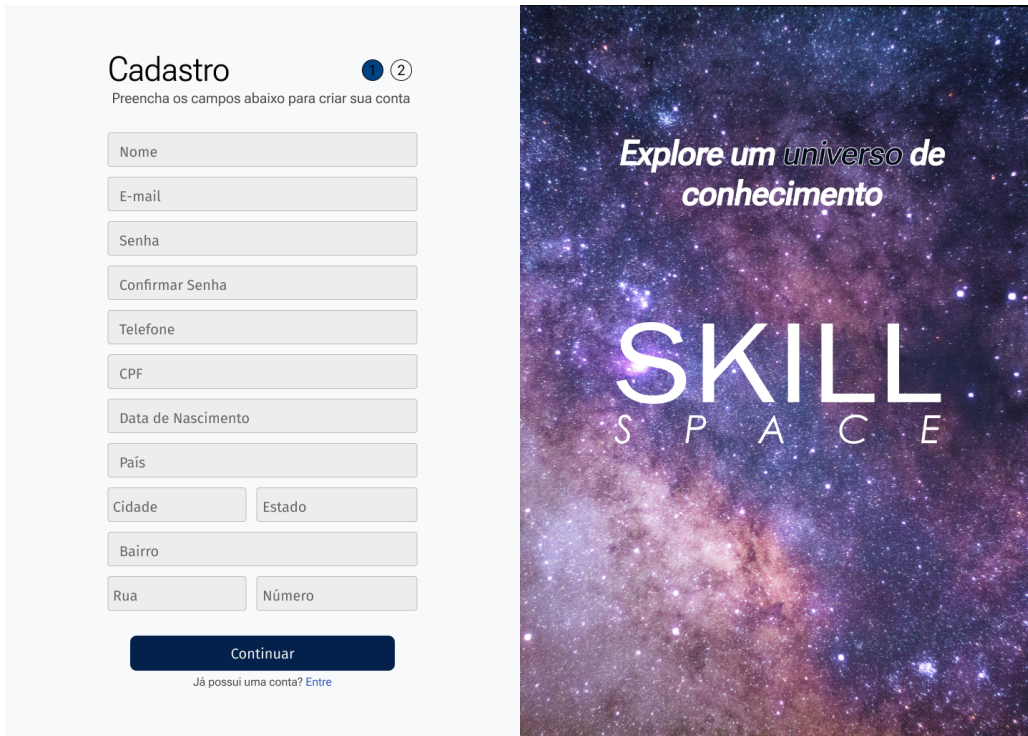 Cadastro
1 2
Preencha os campos abaixo para criar sua conta
Nome
E-mail
Senha
Confirmar Senha
Telefone
CPF
Data de Nascimento
País
Cidade Estado
Bairro
Rua Número
Continuar
Já possui uma conta? Entre
Explore um universo de
conhecimento
SKILL
SPACE